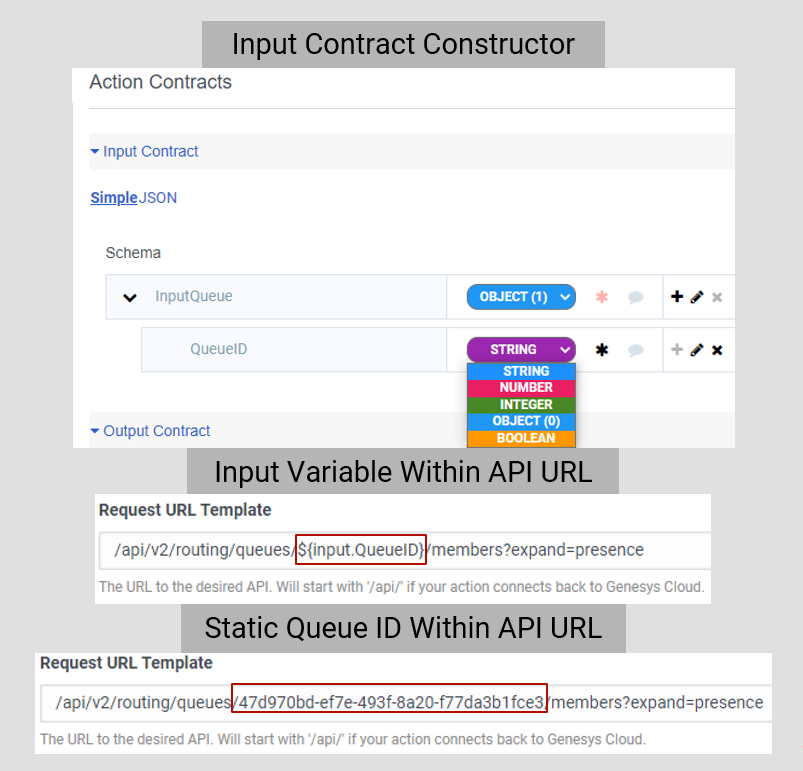 Input Contract Constructor
Action Contracts
Input Contract
Simple JSON
Schema
InputQueue OBJECT (1)
QueueID STRING
STRING
NUMBER
INTEGER
OBJECT (0)
BOOLEAN
Output Contract
Input Variable Within API URL
Request URL Template
/api/v2/routing/queues/${input.QueueID}/members?expand=presence
The URL to the desired API. Will start with '/api/' if your action connects back to Genesys Cloud.
Static Queue ID Within API URL
Request URL Template
/api/v2/routing/queues/47d970bd-ef7e-493f-8a20-f77da3b1fce3/members?expand=presence
The URL to the desired API. Will start with '/api/' if your action connects back to Genesys Cloud.